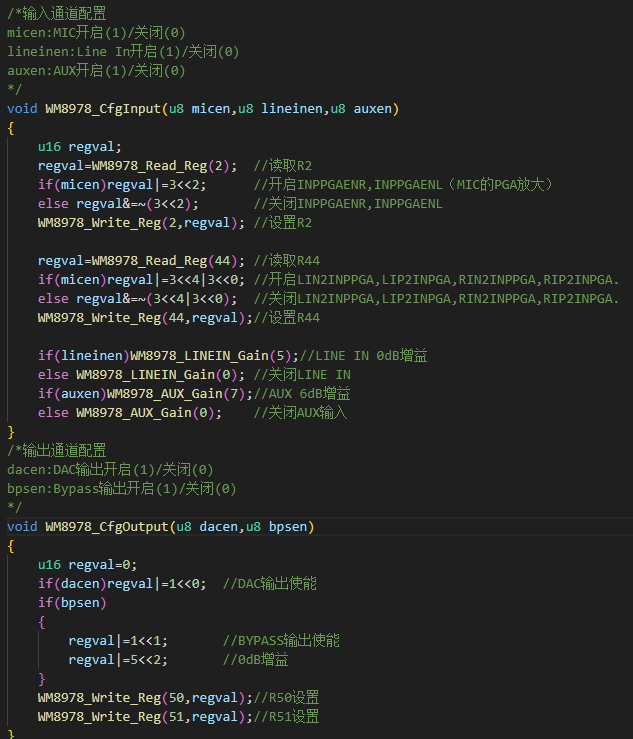 /*输入通道配置
micen:MIC开启(1)/关闭(0)
lineinen:Line In开启(1)/关闭(0)
auxen:AUX开启(1)/关闭(0)
*/
void WM8978_CfgInput(u8 micen,u8 lineinen,u8 auxen)
{
    u16 regval;
    regval=WM8978_Read_Reg(2);  //读取R2
    if(micen)regval|=3<<2;      //开启INPPGAENR,INPPGAENL（MIC的PGA放大）
    else regval&=~(3<<2);       //关闭INPPGAENR,INPPGAENL
    WM8978_Write_Reg(2,regval); //设置R2

    regval=WM8978_Read_Reg(44); //读取R44
    if(micen)regval|=3<<4|3<<0; //开启LIN2INPPGA,LIP2INPGA,RIN2INPPGA,RIP2INPGA.
    else regval&=~(3<<4|3<<0);  //关闭LIN2INPPGA,LIP2INPGA,RIN2INPPGA,RIP2INPGA.
    WM8978_Write_Reg(44,regval);//设置R44

    if(lineinen)WM8978_LINEIN_Gain(5);//LINE IN 0dB增益
    else WM8978_LINEIN_Gain(0); //关闭LINE IN
    if(auxen)WM8978_AUX_Gain(7);//AUX 6dB增益
    else WM8978_AUX_Gain(0);    //关闭AUX输入
}
/*输出通道配置
dacen:DAC输出开启(1)/关闭(0)
bpsen:Bypass输出开启(1)/关闭(0)
*/
void WM8978_CfgOutput(u8 dacen,u8 bpsen)
{
    u16 regval=0;
    if(dacen)regval|=1<<0;  //DAC输出使能
    if(bpsen)
    {
        regval|=1<<1;       //BYPASS输出使能
        regval|=5<<2;       //0dB增益
    }
    WM8978_Write_Reg(50,regval);//R50设置
    WM8978_Write_Reg(51,regval);//R51设置
}